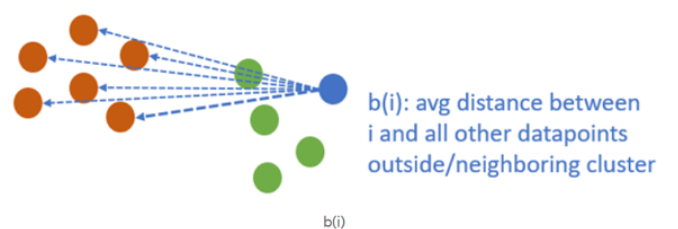 b(i): avg distance between
i and all other datapoints
outside/neighboring cluster
b(i)